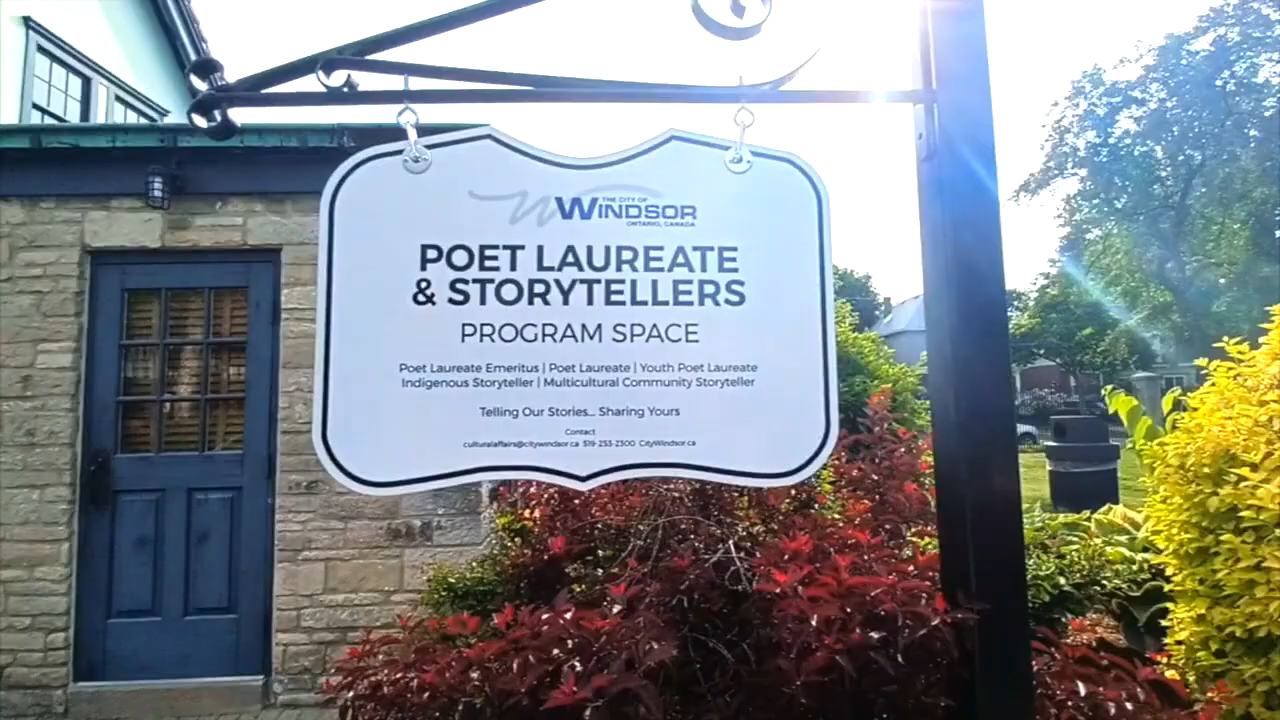 THE CITY OF
WINDSOR
ONTARIO, CANADA
POET LAUREATE
& STORYTELLERS
PROGRAM SPACE
Poet Laureate Emeritus | Poet Laureate | Youth Poet Laureate
Indigenous Storyteller | Multicultural Community Storyteller
Telling Our Stories... Sharing Yours
Contact
culturalaffairs@citywindsor.ca 519-253-2300 CityWindsor.ca